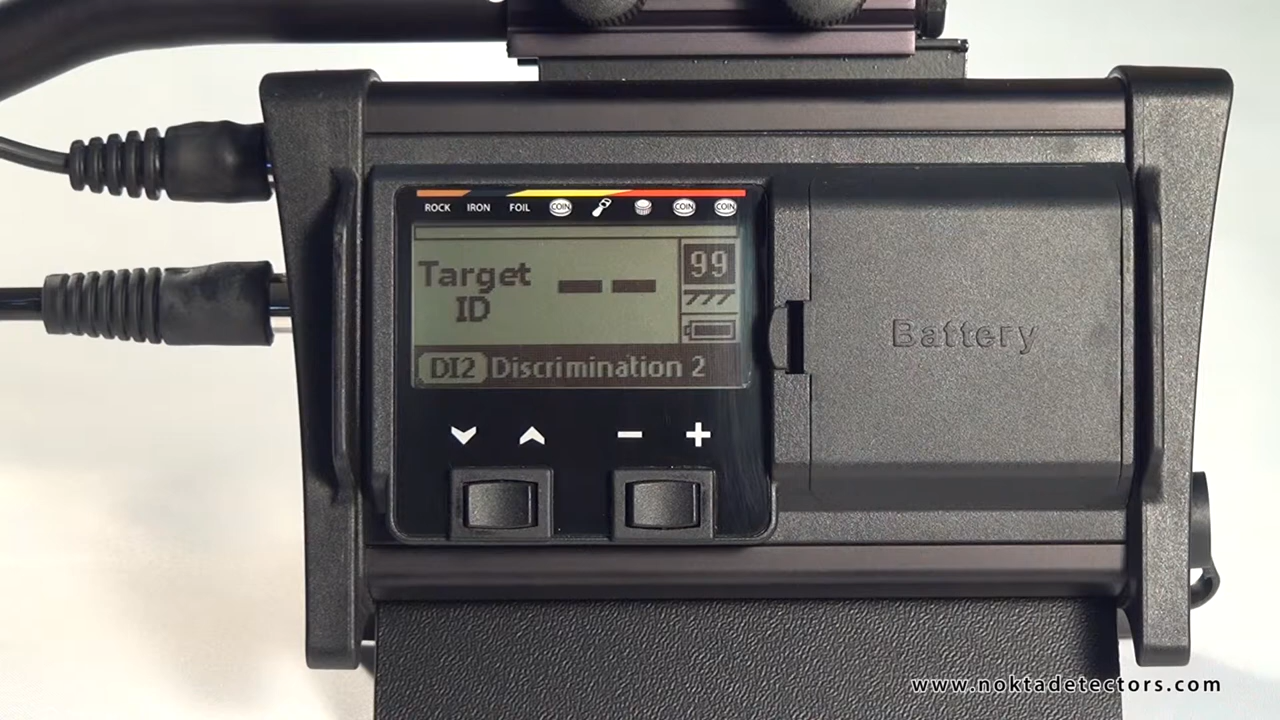 ROCK IRON FOIL COIN COIN COIN
Target ID -- 99
DI2 Discrimination 2
Battery
www.noktadetectors.com